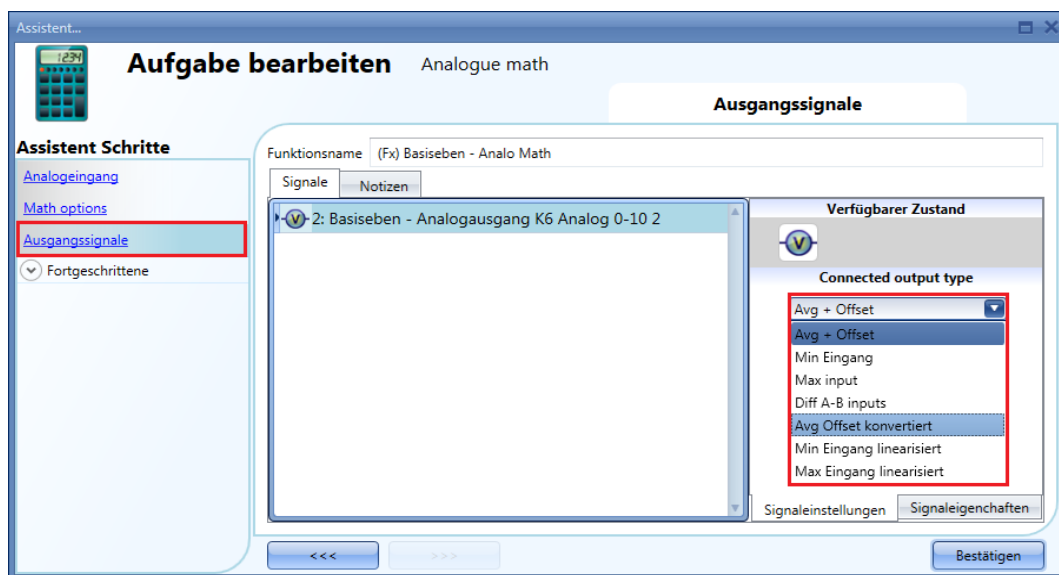 Assistent...
1234
Aufgabe bearbeiten Analogue math
Ausgangssignale
Assistent Schritte
Analogeingang
Math options
Ausgangssignale
Fortgeschrittene
Funktionsname (Fx) Basiseben - Analo Math
Signale Notizen
V 2: Basiseben - Analogausgang K6 Analog 0-10 2
Verfügbarer Zustand
V
Connected output type
Avg + Offset
Avg + Offset
Min Eingang
Max input
Diff A-B inputs
Avg Offset konvertiert
Min Eingang linearisiert
Max Eingang linearisiert
Signaleinstellungen Signaleigenchaften
<<< >>> Bestätigen